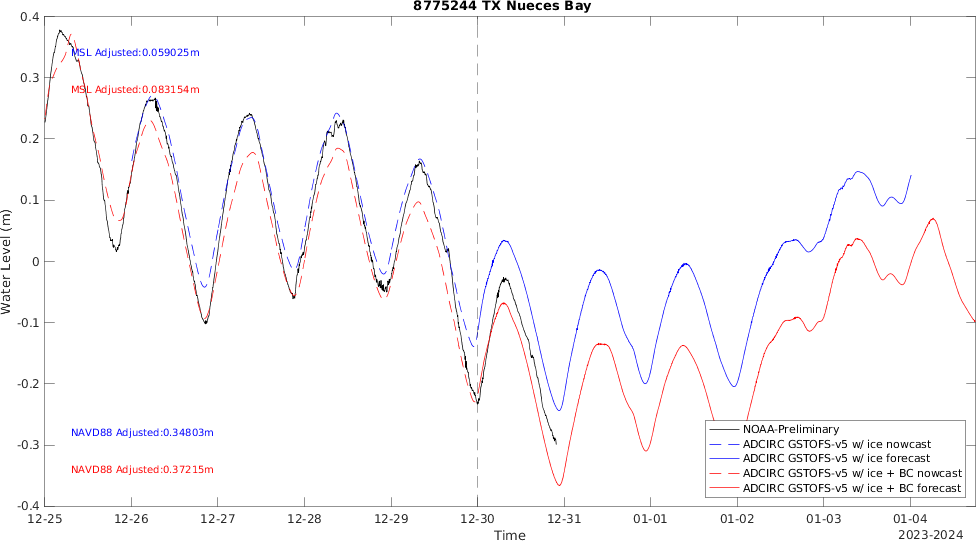 8775244 TX Nueces Bay
0.4
0.3
0.2
0.1
0
-0.1
-0.2
-0.3
-0.4
Water Level (m)
MSL Adjusted:0.059025m
MSL Adjusted:0.083154m
NAVD88 Adjusted:0.34803m
NAVD88 Adjusted:0.37215m
NOAA-Preliminary
ADCIRC GSTOFS-v5 w/ ice nowcast
ADCIRC GSTOFS-v5 w/ ice forecast
ADCIRC GSTOFS-v5 w/ ice + BC nowcast
ADCIRC GSTOFS-v5 w/ ice + BC forecast
12-25 12-26 12-27 12-28 12-29 12-30 12-31 01-01 01-02 01-03 01-04
Time
2023-2024